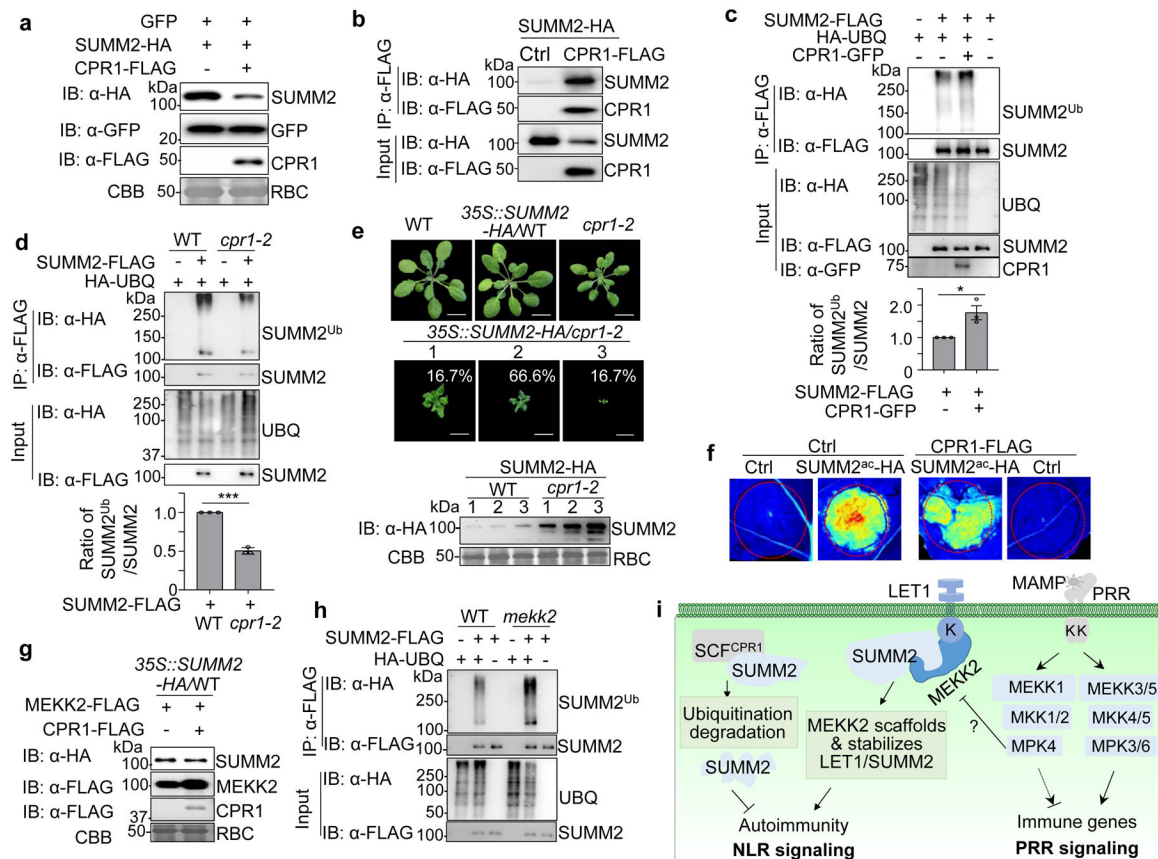 a
GFP + +
SUMM2-HA + +
CPR1-FLAG - +
kDa
IB: α-HA 100 SUMM2
IB: α-GFP 20 GFP
IB: α-FLAG 50 CPR1
CBB 50 RBC
b
SUMM2-HA
Ctrl CPR1-FLAG
kDa
IP: α-FLAG
IB: α-HA 100 SUMM2
IB: α-FLAG 50 CPR1
Input
IB: α-HA 100 SUMM2
IB: α-FLAG 50 CPR1
c
SUMM2-FLAG - + + +
HA-UBQ + + + -
CPR1-GFP - - + -
kDa
IP: α-FLAG
IB: α-HA 250 150 100 SUMM2Ub
IB: α-FLAG 100 SUMM2
Input
IB: α-HA 250 150 100 UBQ
IB: α-FLAG 100 SUMM2
IB: α-GFP 75 CPR1
Ratio of
SUMM2Ub
/SUMM2
2.0
1.0
0.0
*
SUMM2-FLAG + +
CPR1-GFP - +
d
WT cpr1-2
SUMM2-FLAG - + - +
HA-UBQ + + + +
kDa
IP: α-FLAG
IB: α-HA 250 150 100 SUMM2Ub
IB: α-FLAG 100 SUMM2
Input
IB: α-HA 250 100 37 UBQ
IB: α-FLAG 100 SUMM2
Ratio of
SUMM2Ub
/SUMM2
1.0
0.5
0.0
***
SUMM2-FLAG + +
WT cpr1-2
e
WT
35S::SUMM2
-HA/WT
cpr1-2
35S::SUMM2-HA/cpr1-2
1 2 3
16.7% 66.6% 16.7%
SUMM2-HA
WT cpr1-2
kDa 1 2 3 1 2 3
IB: α-HA 100 SUMM2
CBB 50 RBC
f
Ctrl CPR1-FLAG
Ctrl SUMM2ac-HA SUMM2ac-HA Ctrl
g
35S::SUMM2
-HA/WT
MEKK2-FLAG + +
CPR1-FLAG - +
kDa
IB: α-HA 100 SUMM2
IB: α-FLAG 100 MEKK2
IB: α-FLAG 37 CPR1
CBB 50 RBC
h
WT mekk2
SUMM2-FLAG - + + - + +
HA-UBQ + + - + + -
kDa
IP: α-FLAG
IB: α-HA 250 100 SUMM2Ub
IB: α-FLAG 100 SUMM2
Input
IB: α-HA 250 100 50 UBQ
IB: α-FLAG 100 SUMM2
i
LET1
MAMP
PRR
K
K K
SCFCPR1
SUMM2
SUMM2
MEKK2
Ubiquitination
degradation
MEKK2 scaffolds
& stabilizes
LET1/SUMM2
SUMM2
?
MEKK1 MEKK3/5
MKK1/2 MKK4/5
MPK4 MPK3/6
Autoimmunity
NLR signaling
Immune genes
PRR signaling